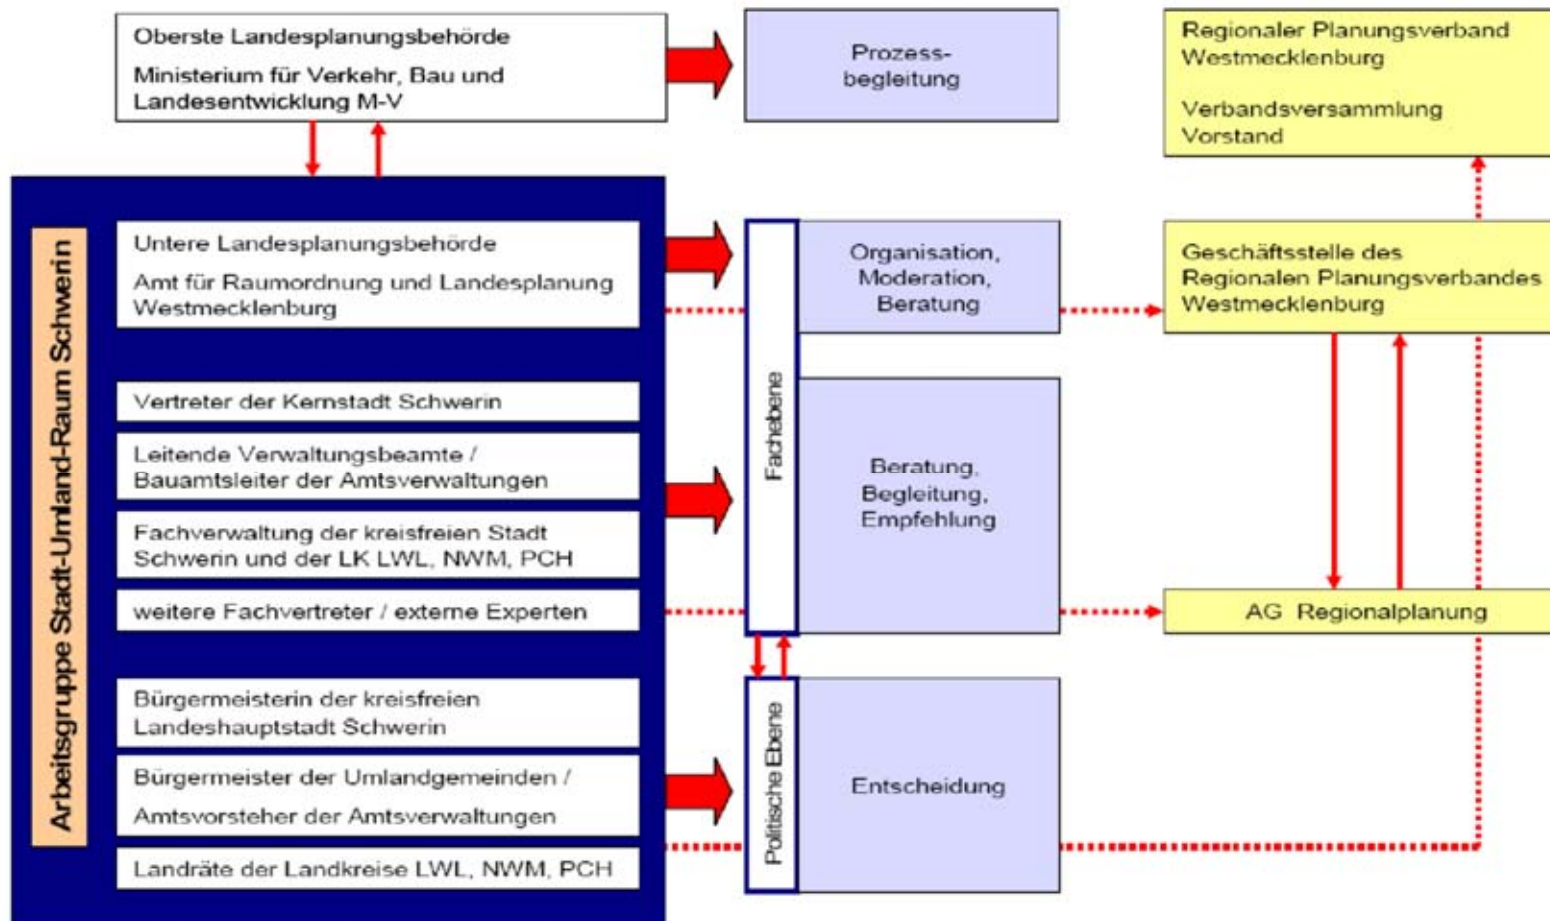 Oberste Landesplanungsbehörde
Ministerium für Verkehr, Bau und
Landesentwicklung M-V
Prozess-
begleitung
Regionaler Planungsverband
Westmecklenburg
Verbandsversammlung
Vorstand
Arbeitsgruppe Stadt-Umland-Raum Schwerin
Untere Landesplanungsbehörde
Amt für Raumordnung und Landesplanung
Westmecklenburg
Vertreter der Kernstadt Schwerin
Leitende Verwaltungsbeamte /
Bauamtsleiter der Amtsverwaltungen
Fachverwaltung der kreisfreien Stadt
Schwerin und der LK LWL, NWM, PCH
weitere Fachvertreter / externe Experten
Bürgermeisterin der kreisfreien
Landeshauptstadt Schwerin
Bürgermeister der Umlandgemeinden /
Amtsvorsteher der Amtsverwaltungen
Landräte der Landkreise LWL, NWM, PCH
Fachebene
Organisation,
Moderation,
Beratung
Beratung,
Begleitung,
Empfehlung
Politische Ebene
Entscheidung
Geschäftsstelle des
Regionalen Planungsverbandes
Westmecklenburg
AG Regionalplanung